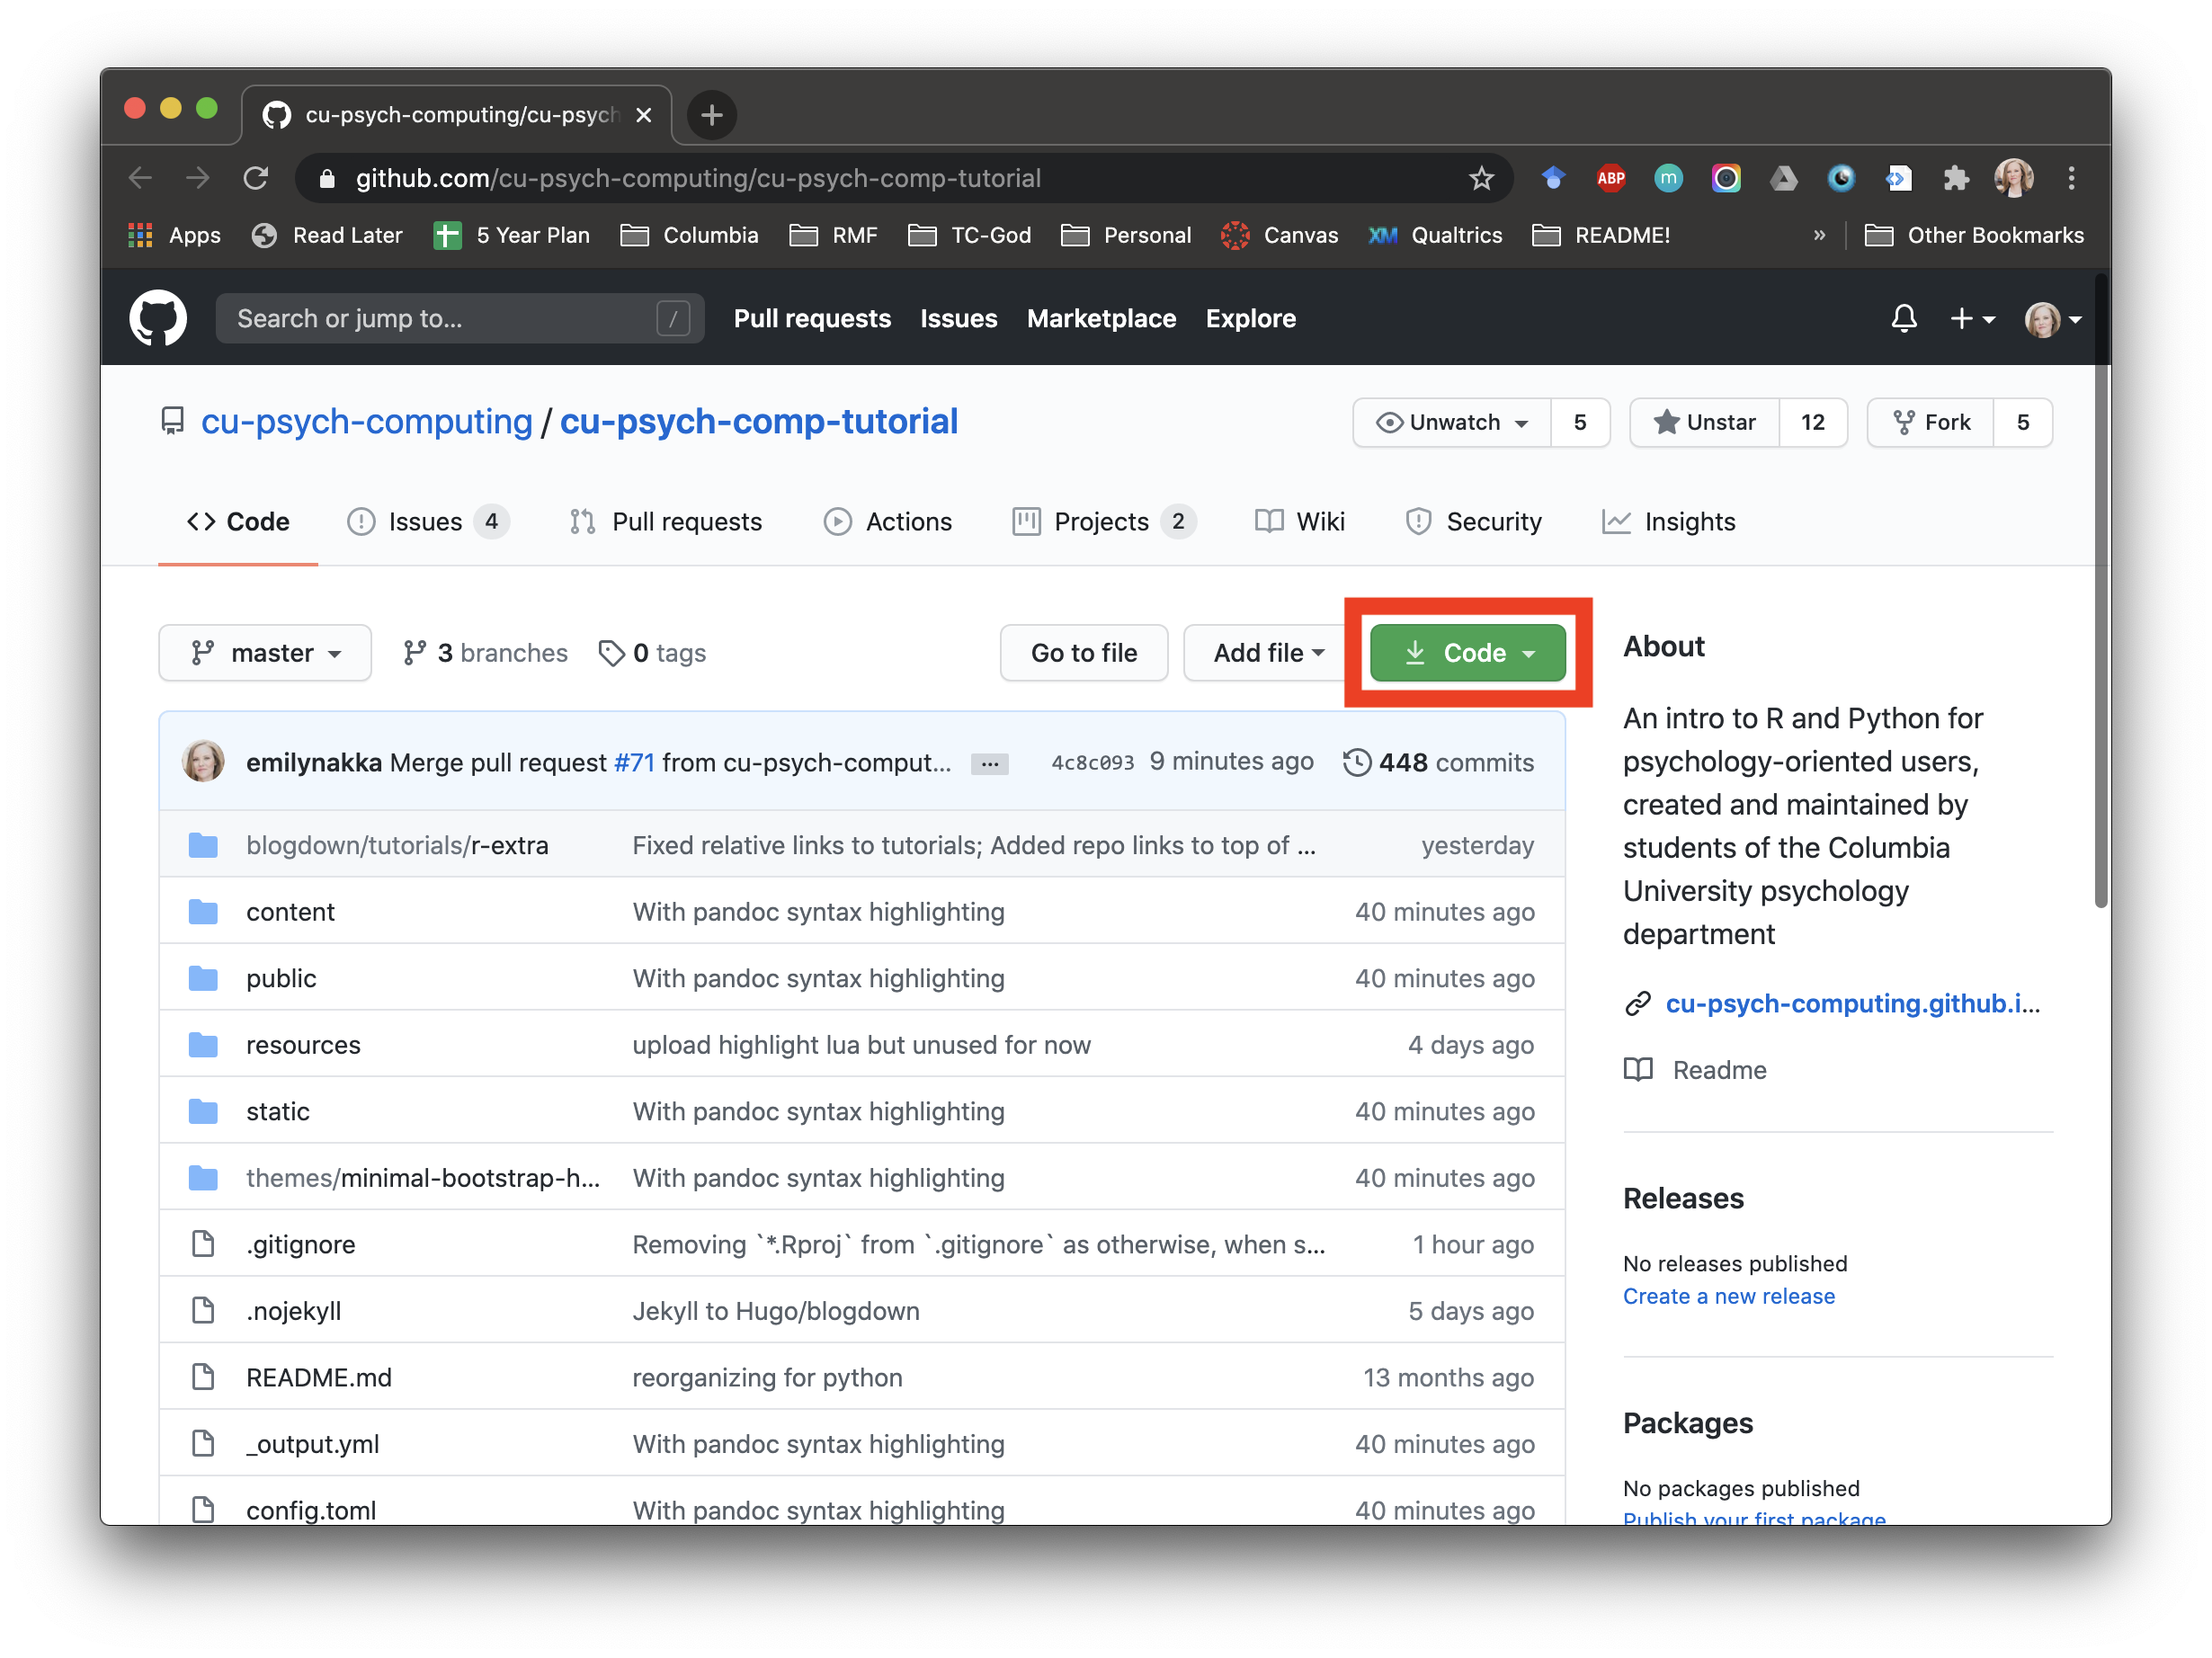 cu-psych-computing/cu-psych
github.com/cu-psych-computing/cu-psych-comp-tutorial
ABP
m
Apps
Read Later
5 Year Plan
Columbia
RMF
TC-God
Personal
Canvas
XM Qualtrics
README!
»
Other Bookmarks
Search or jump to... /
Pull requests
Issues
Marketplace
Explore
cu-psych-computing / cu-psych-comp-tutorial
Unwatch 5
Unstar 12
Fork 5
Code
Issues 4
Pull requests
Actions
Projects 2
Wiki
Security
Insights
master
3 branches
0 tags
Go to file
Add file
Code
emilynakka Merge pull request #71 from cu-psych-comput... ... 4c8c093 9 minutes ago 448 commits
blogdown/tutorials/r-extra Fixed relative links to tutorials; Added repo links to top of ... yesterday
content With pandoc syntax highlighting 40 minutes ago
public With pandoc syntax highlighting 40 minutes ago
resources upload highlight lua but unused for now 4 days ago
static With pandoc syntax highlighting 40 minutes ago
themes/minimal-bootstrap-h... With pandoc syntax highlighting 40 minutes ago
.gitignore Removing `*.Rproj` from `.gitignore` as otherwise, when s... 1 hour ago
.nojekyll Jekyll to Hugo/blogdown 5 days ago
README.md reorganizing for python 13 months ago
_output.yml With pandoc syntax highlighting 40 minutes ago
config.toml With pandoc syntax highlighting 40 minutes ago
About
An intro to R and Python for
psychology-oriented users,
created and maintained by
students of the Columbia
University psychology
department
cu-psych-computing.github.i...
Readme
Releases
No releases published
Create a new release
Packages
No packages published
Publish your first package